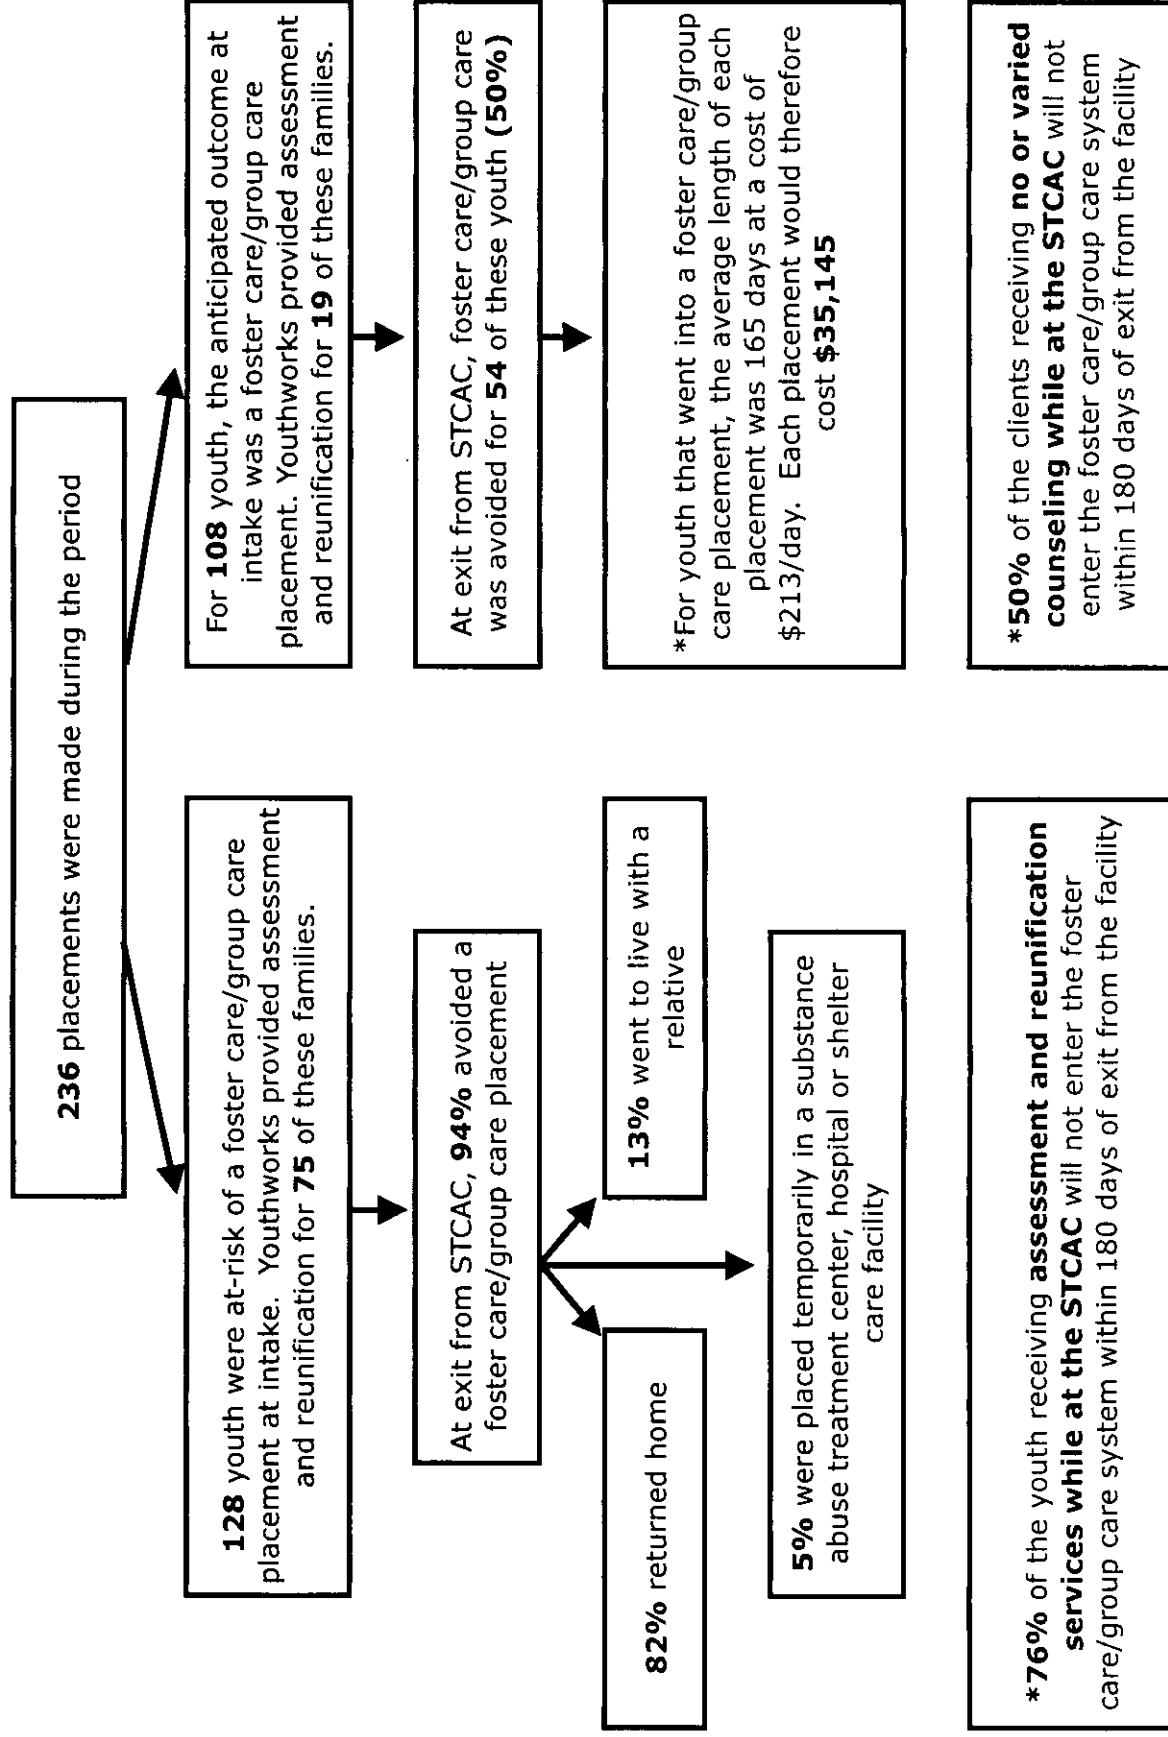 236 placements were made during the period
128 youth were at-risk of a foster care/group care
placement at intake. Youthworks provided assessment
and reunification for 75 of these families.
For 108 youth, the anticipated outcome at
intake was a foster care/group care
placement. Youthworks provided assessment
and reunification for 19 of these families.
At exit from STCAC, 94% avoided a
foster care/group care placement
At exit from STCAC, foster care/group care
was avoided for 54 of these youth (50%)
82% returned home
13% went to live with a
relative
5% were placed temporarily in a substance
abuse treatment center, hospital or shelter
care facility
*For youth that went into a foster care/group
care placement, the average length of each
placement was 165 days at a cost of
$213/day. Each placement would therefore
cost $35,145
*76% of the youth receiving assessment and reunification
services while at the STCAC will not enter the foster
care/group care system within 180 days of exit from the facility
*50% of the clients receiving no or varied
counseling while at the STCAC will not
enter the foster care/group care system
within 180 days of exit from the facility